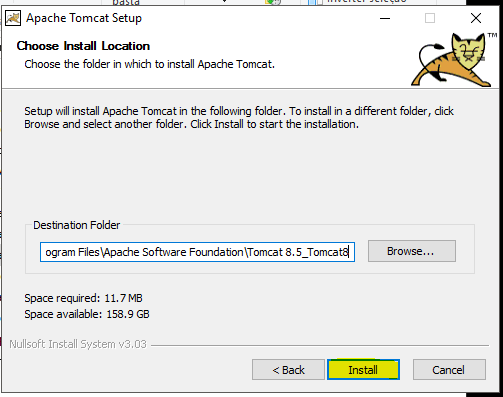 Apache Tomcat Setup
Choose Install Location
Choose the folder in which to install Apache Tomcat.
TM
Setup will install Apache Tomcat in the following folder. To install in a different folder, click
Browse and select another folder. Click Install to start the installation.
Destination Folder
ogram Files\Apache Software Foundation\Tomcat 8.5_Tomcat8
Browse...
Space required: 11.7 MB
Space available: 158.9 GB
Nullsoft Install System v3.03
< Back
Install
Cancel